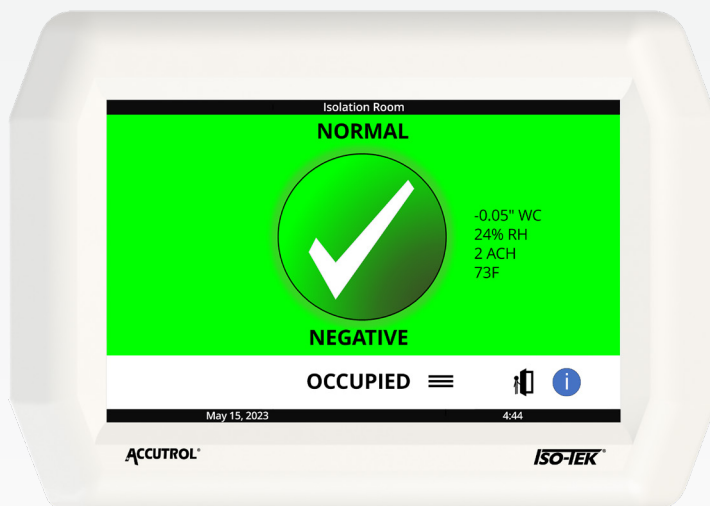 Isolation Room
NORMAL
-0.05" WC
24% RH
2 ACH
73F
NEGATIVE
OCCUPIED
i
May 15, 2023 4:44
ACCUTROL® ISO-TEK®